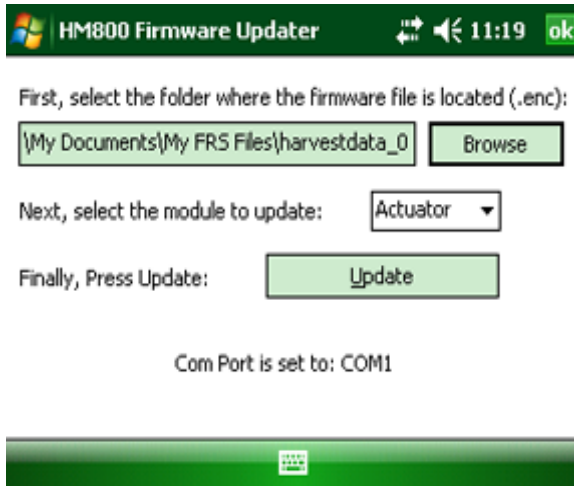 HM800 Firmware Updater 11:19 ok
First, select the folder where the firmware file is located (.enc):
\My Documents\My FRS Files\harvestdata_0 Browse
Next, select the module to update: Actuator
Finally, Press Update: Update
Com Port is set to: COM1